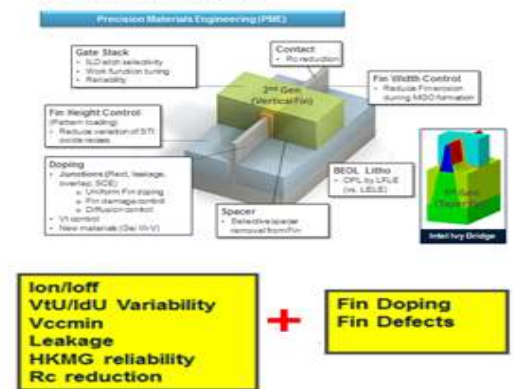 Precision Materials Engineering (PME)
Gate Stack
• ILD etch selectivity
• Work function tuning
• Reliability
Contact
• Rc reduction
2nd Gen
(Vertical Fin)
Fin Width Control
• Reduce Fin erosion
during MOO formation
Fin Height Control
(Pattern loading)
• Reduce variation of STI
oxide recess
Doping
• Junctions (Rext, leakage,
overlap, SCE)
o Uniform Fin doping
o Fin damage control
o Diffusion control
• Vt control
• New materials
Spacer
• Selective spacer
removal from Fin
BEOL Litho
1st Gen
Intel Ivy Bridge
Ion/Ioff
VtU/IdU Variability
Vccmin
Leakage
HKMG reliability
Rc reduction
+
Fin Doping
Fin Defects